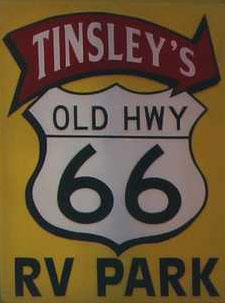 TINSLEY'S
OLD HWY
66
RV PARK